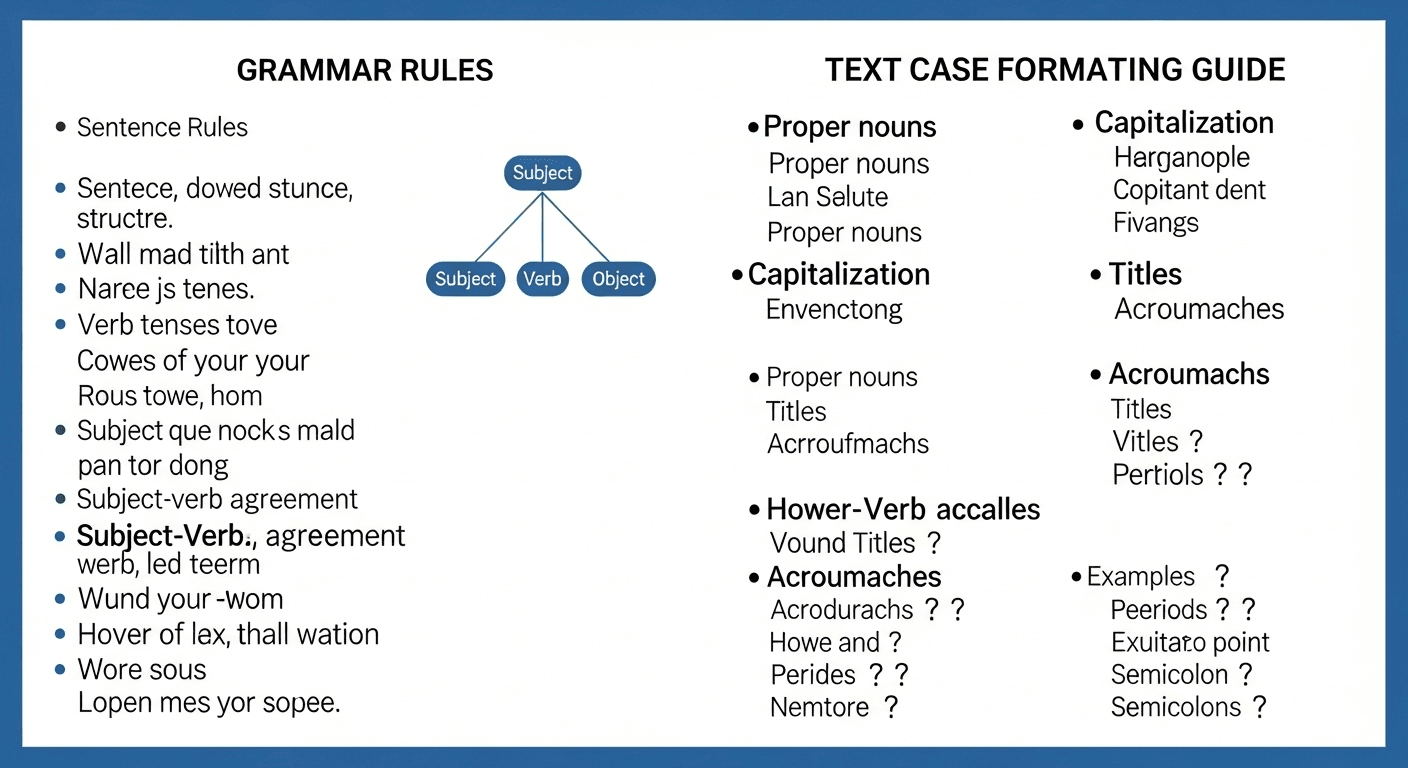 GRAMMAR RULES
• Sentence Rules
• Sentece, dowed stunce,
structre.
• Wall mad tilth ant
• Naree js tenes.
• Verb tenses tove
Cowes of your your
Rous towe, hom
• Subject que nocks mald
pan tor dong
• Subject-verb agreement
• Subject-Verb., agreement
werb, led teerm
• Wund your -wom
• Hover of lex, thall wation
• Wore sous
Lopen mes yor sopee.
Subject
Subject Verb Object
TEXT CASE FORMATING GUIDE
• Proper nouns
Proper nouns
Lan Salute
Proper nouns
• Capitalization
Envenctong
• Proper nouns
Titles
Acrroufmachs
• Hower-Verb accalles
Vound Titles ?
• Acroumaches
Acrodurachs ? ?
Howe and ?
Perides ? ?
Nemtore ?
• Capitalization
Harganople
Copitant dent
Fivangs
• Titles
Acroumaches
• Acroumachs
Titles
Vitles ?
Pertiols ? ?
• Examples ?
Peeriods ? ?
Exuitaro point
Semicolon ?
Semicolons ?